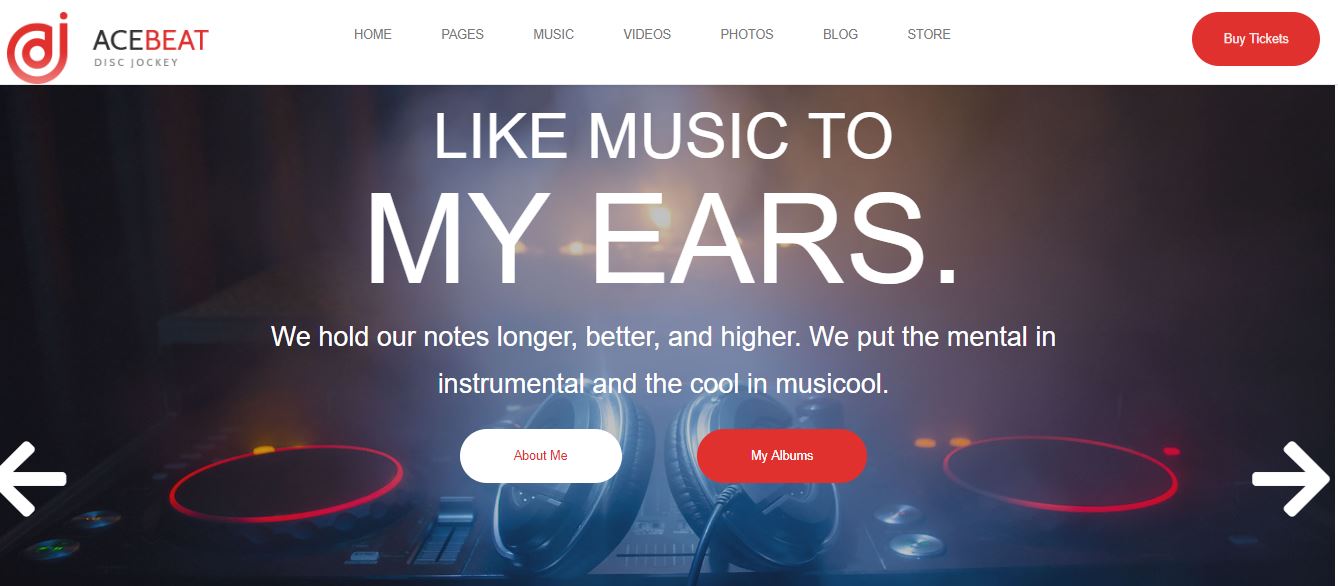 dj
ACEBEAT
DISC JOCKEY
HOME PAGES MUSIC VIDEOS PHOTOS BLOG STORE
Buy Tickets
LIKE MUSIC TO
MY EARS.
We hold our notes longer, better, and higher. We put the mental in
instrumental and the cool in musicool.
About Me My Albums